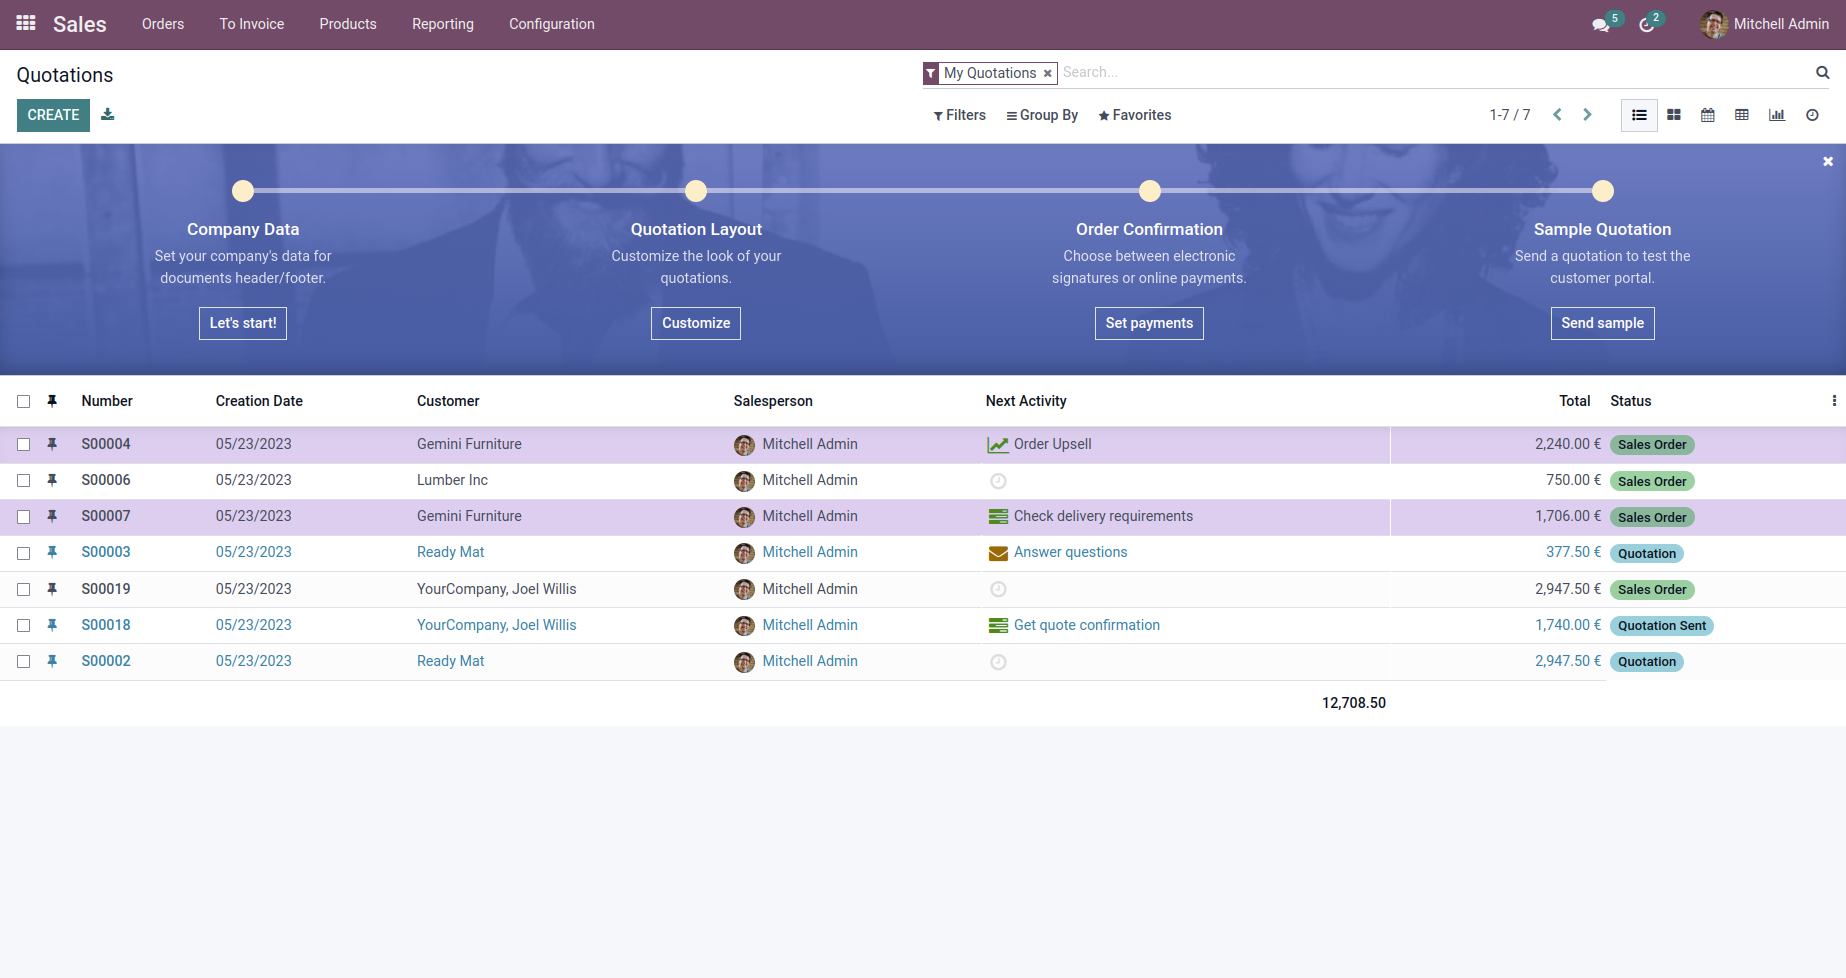 Sales Orders To Invoice Products Reporting Configuration 5 2 Mitchell Admin
Quotations My Quotations Search...
CREATE Filters Group By Favorites 1-7 / 7
Company Data Quotation Layout Order Confirmation Sample Quotation
Set your company's data for Customize the look of your Choose between electronic Send a quotation to test the
documents header/footer. quotations. signatures or online payments. customer portal.
Let's start! Customize Set payments Send sample
Number Creation Date Customer Salesperson Next Activity Total Status
S00004 05/23/2023 Gemini Furniture Mitchell Admin Order Upsell 2,240.00 € Sales Order
S00006 05/23/2023 Lumber Inc Mitchell Admin 750.00 € Sales Order
S00007 05/23/2023 Gemini Furniture Mitchell Admin Check delivery requirements 1,706.00 € Sales Order
S00003 05/23/2023 Ready Mat Mitchell Admin Answer questions 377.50 € Quotation
S00019 05/23/2023 YourCompany, Joel Willis Mitchell Admin 2,947.50 € Sales Order
S00018 05/23/2023 YourCompany, Joel Willis Mitchell Admin Get quote confirmation 1,740.00 € Quotation Sent
S00002 05/23/2023 Ready Mat Mitchell Admin 2,947.50 € Quotation
12,708.50